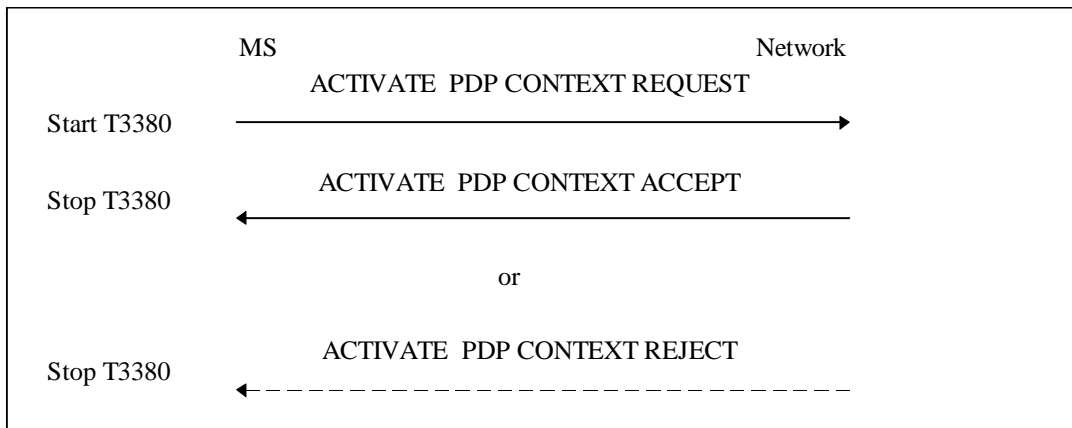 MS Network
ACTIVATE PDP CONTEXT REQUEST
Start T3380
ACTIVATE PDP CONTEXT ACCEPT
Stop T3380
or
ACTIVATE PDP CONTEXT REJECT
Stop T3380